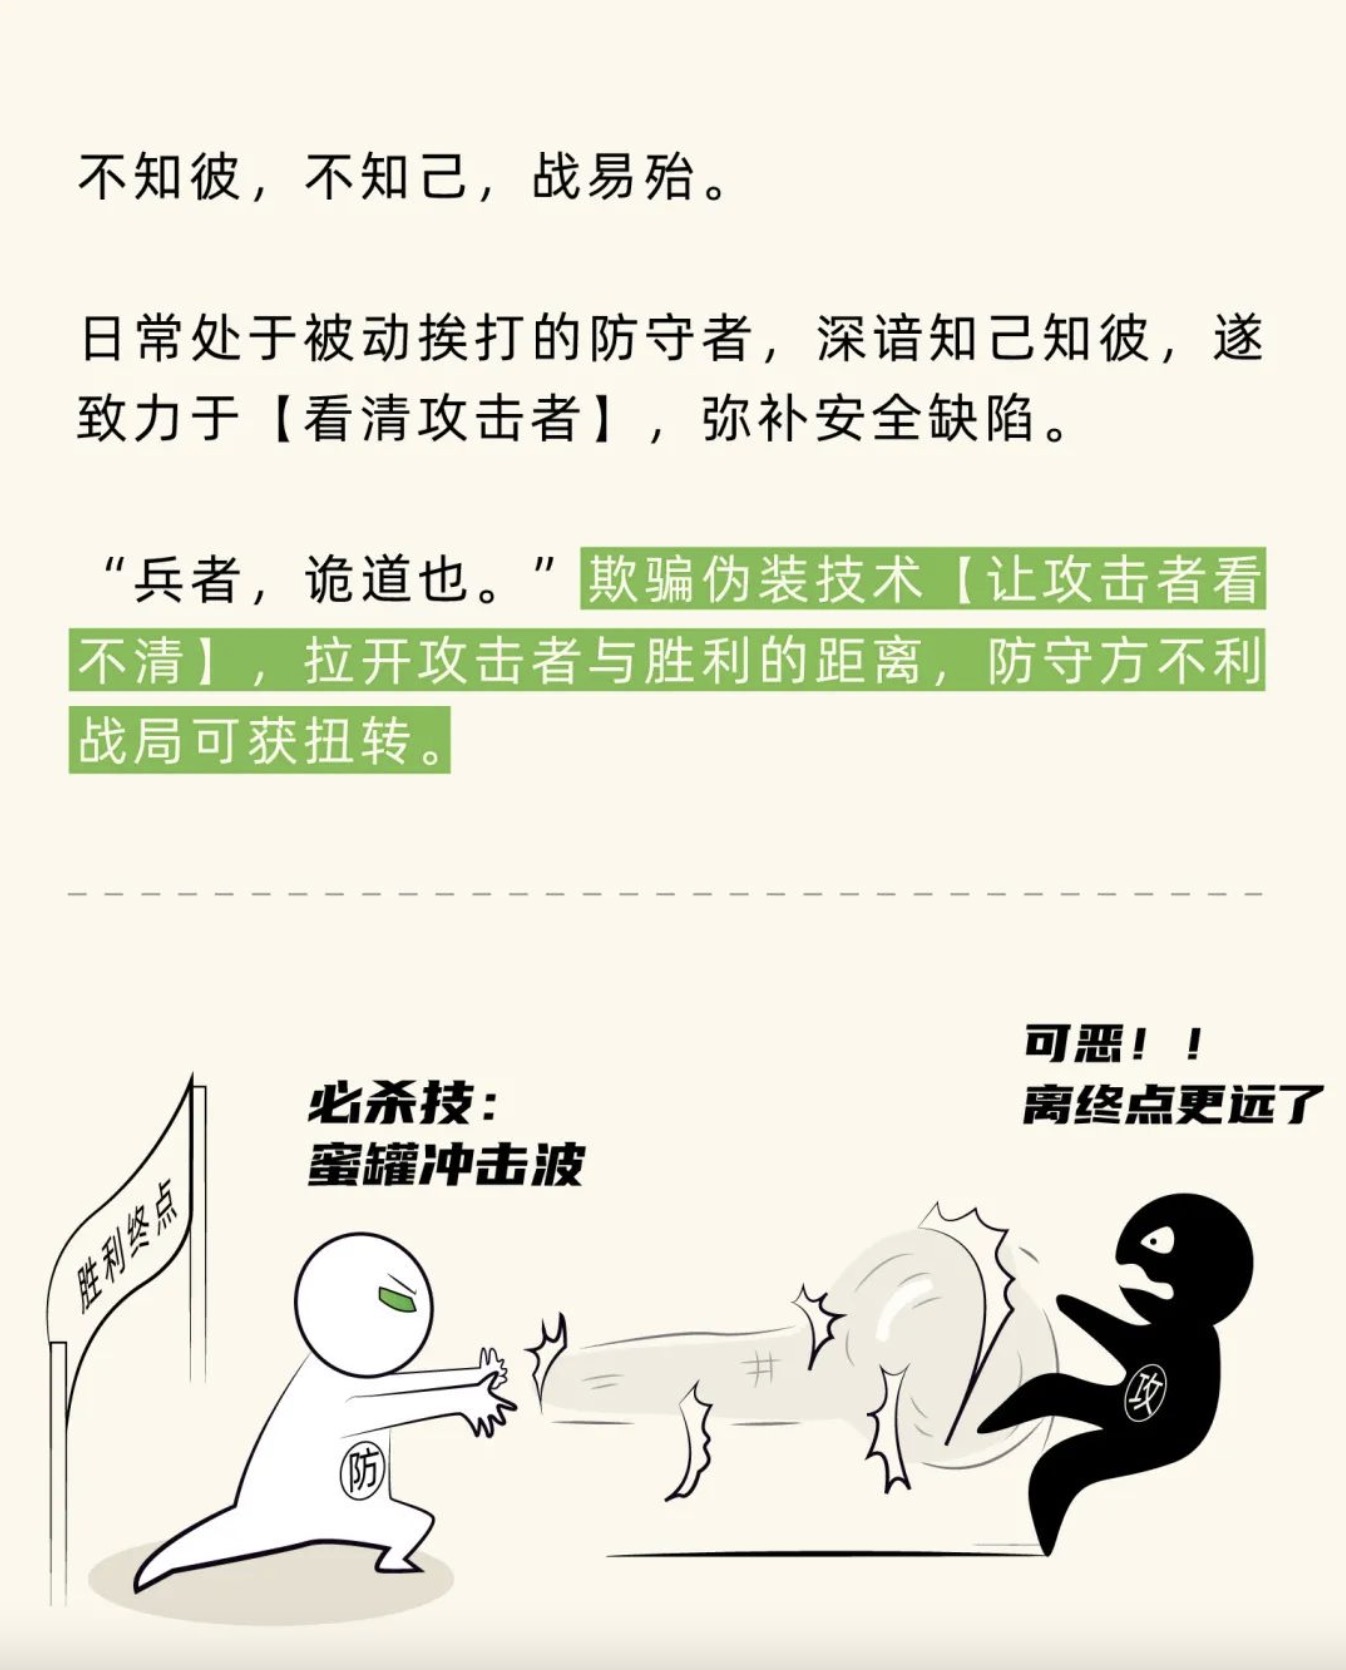 不知彼，不知己，战易殆。
日常处于被动挨打的防守者，深谙知己知彼，遂
致力于【看清攻击者】，弥补安全缺陷。
“兵者，诡道也。”欺骗伪装技术【让攻击者看
不清】，拉开攻击者与胜利的距离，防守方不利
战局可获扭转。
可恶！！
离终点更远了
必杀技：
蜜罐冲击波
胜利终点
防
攻